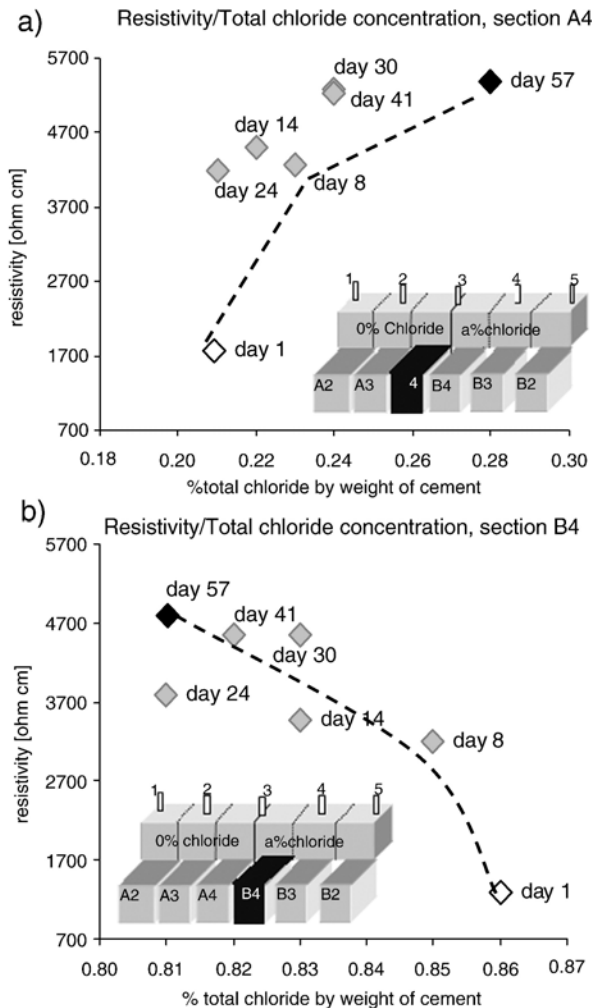 a)
Resistivity/Total chloride concentration, section A4
5700
4700
3700
2700
1700
700
resistivity [ohm cm]
day 30
day 41
day 57
day 14
day 24
day 8
day 1
1 2 3 4 5
0% Chloride a%chloride
A2 A3 4 B4 B3 B2
0.18 0.20 0.22 0.24 0.26 0.28 0.30
%total chloride by weight of cement
b)
Resistivity/Total chloride concentration, section B4
5700
4700
3700
2700
1700
700
resistivity [ohm cm]
day 57
day 41
day 30
day 24
day 14
day 8
day 1
1 2 3 4 5
0% chloride a%chloride
A2 A3 A4 B4 B3 B2
0.80 0.81 0.82 0.83 0.84 0.85 0.86 0.87
% total chloride by weight of cement